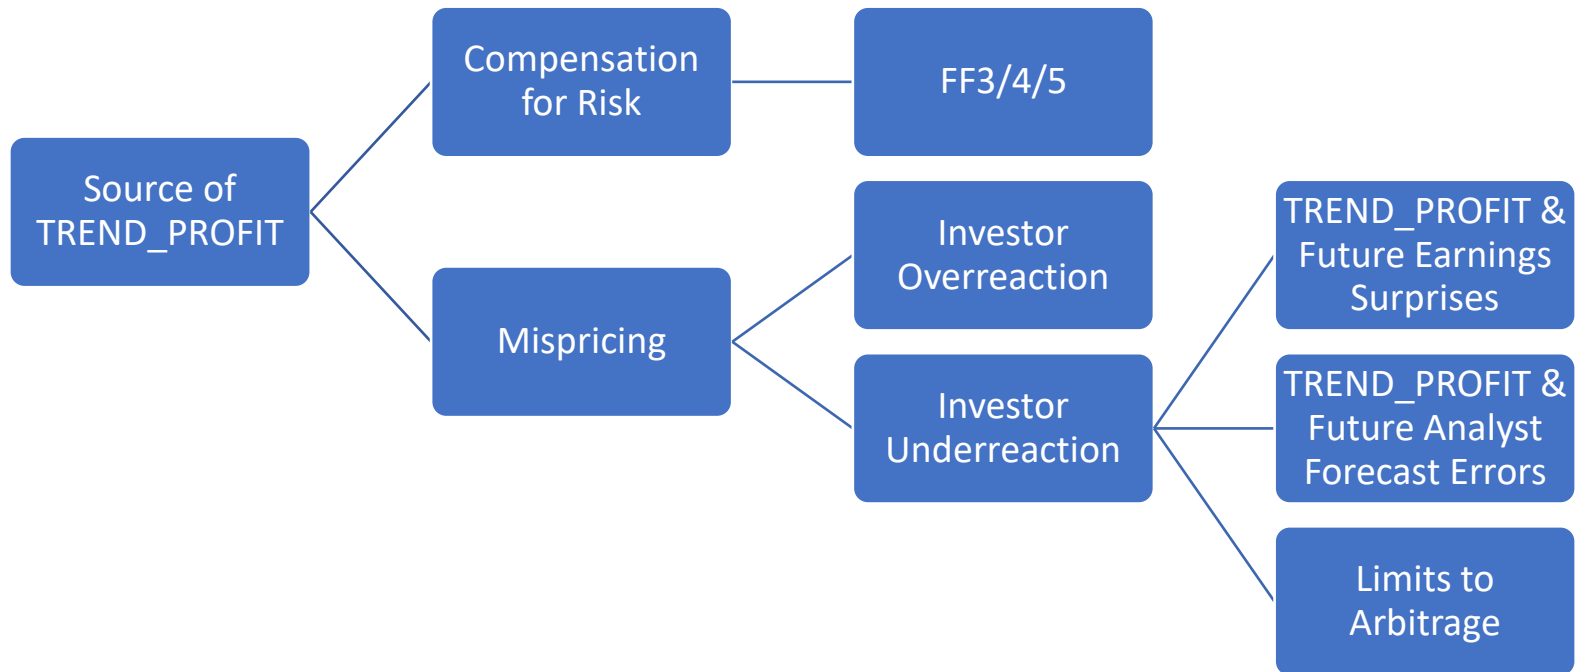 Source of
TREND_PROFIT
Compensation
for Risk
FF3/4/5
Mispricing
Investor
Overreaction
Investor
Underreaction
TREND_PROFIT &
Future Earnings
Surprises
TREND_PROFIT &
Future Analyst
Forecast Errors
Limits to
Arbitrage